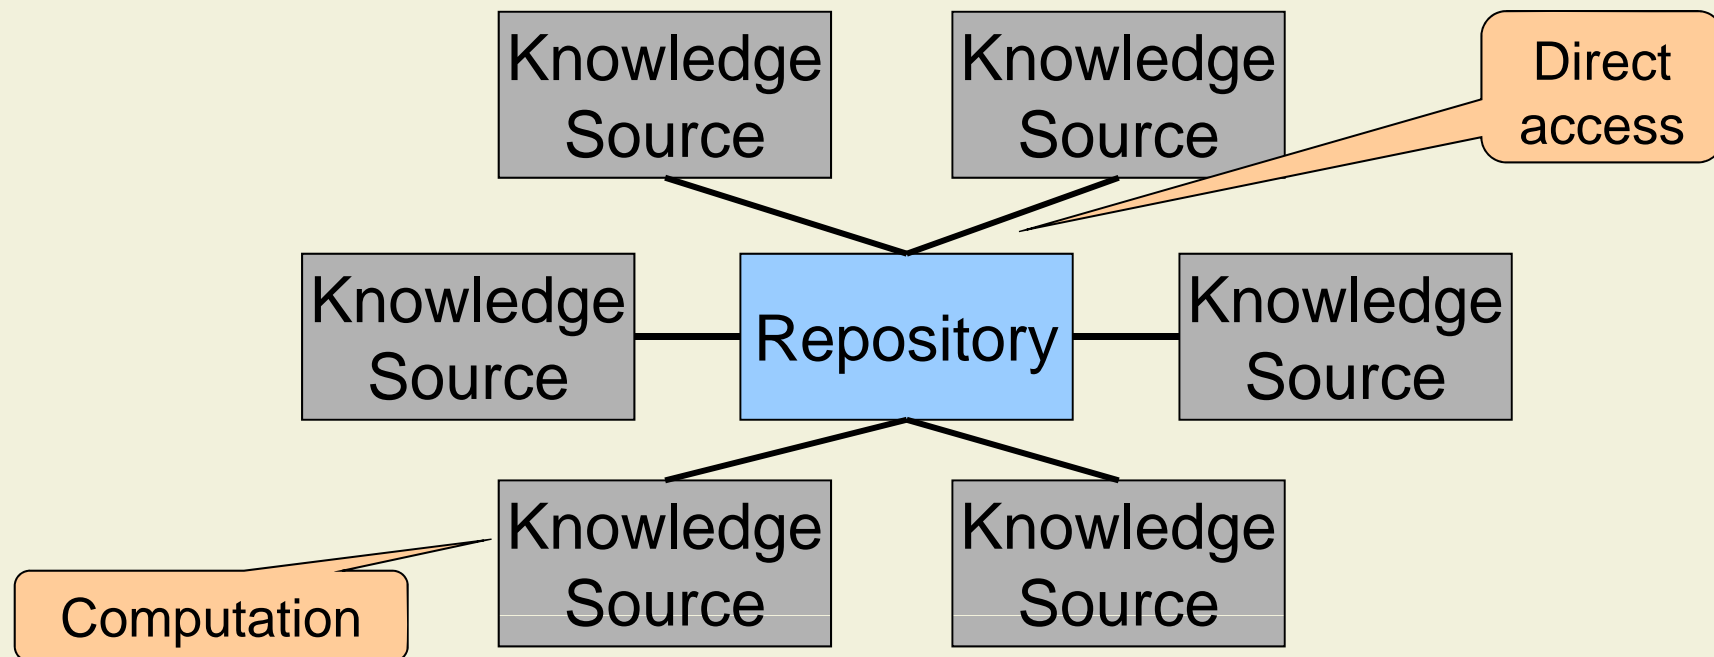 Knowledge
Source
Knowledge
Source
Direct
access
Knowledge
Source
Repository
Knowledge
Source
Knowledge
Source
Knowledge
Source
Computation